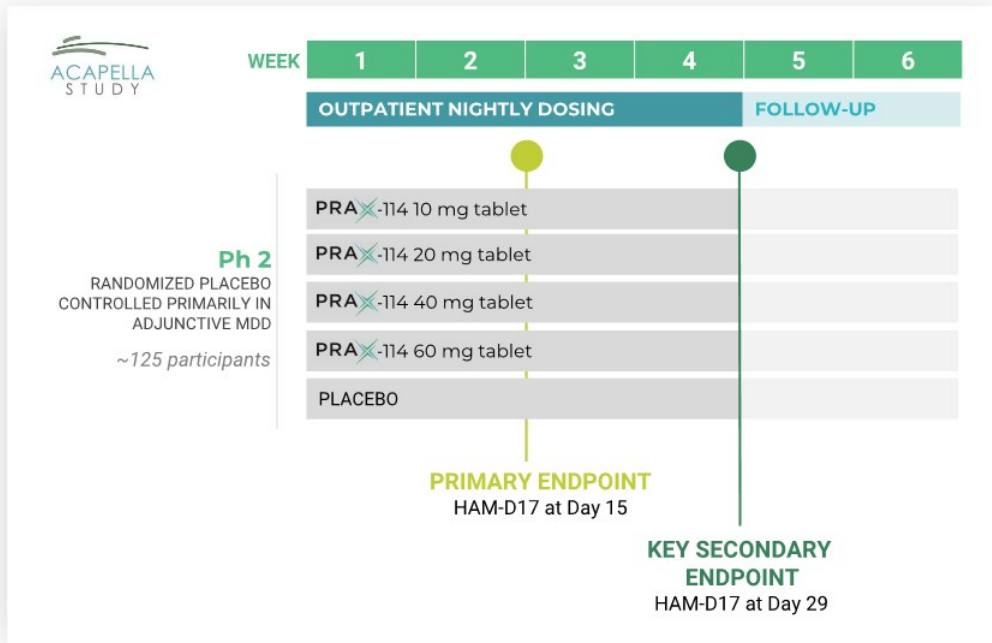 ACAPELLA
STUDY
WEEK 1 2 3 4 5 6
OUTPATIENT NIGHTLY DOSING FOLLOW-UP
Ph 2
RANDOMIZED PLACEBO
CONTROLLED PRIMARILY IN
ADJUNCTIVE MDD
~125 participants
PRAX-114 10 mg tablet
PRAX-114 20 mg tablet
PRAX-114 40 mg tablet
PRAX-114 60 mg tablet
PLACEBO
PRIMARY ENDPOINT
HAM-D17 at Day 15
KEY SECONDARY
ENDPOINT
HAM-D17 at Day 29